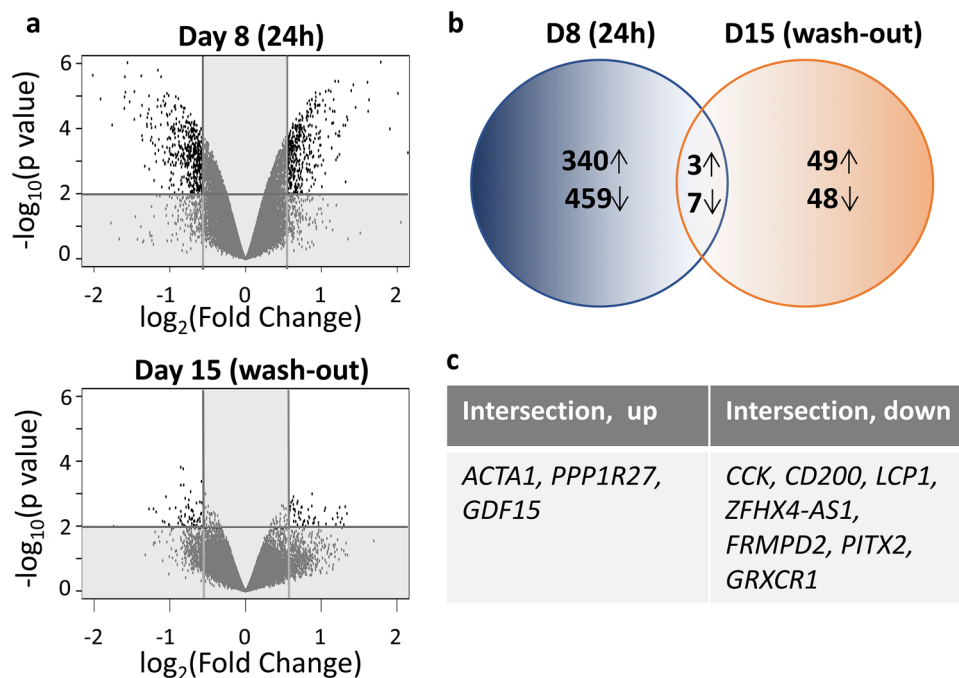 a
Day 8 (24h)
6
4
2
0
-log10(p value)
-2 -1 0 1 2
log2(Fold Change)
Day 15 (wash-out)
6
4
2
0
-log10(p value)
-2 -1 0 1 2
log2(Fold Change)
b
D8 (24h) D15 (wash-out)
340↑ 3↑ 49↑
459↓ 7↓ 48↓
c
Intersection, up Intersection, down
ACTA1, PPP1R27,
GDF15
CCK, CD200, LCP1,
ZFHX4-AS1,
FRMPD2, PITX2,
GRXCR1